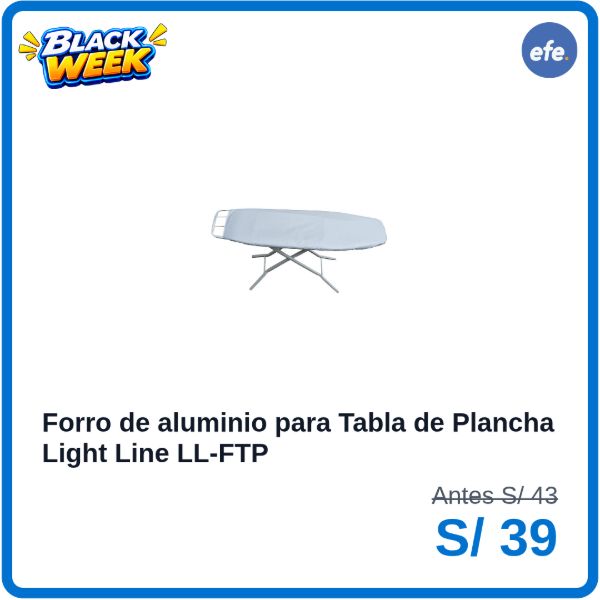 BLACK
WEEK
efe.
Forro de aluminio para Tabla de Plancha
Light Line LL-FTP
Antes S/ 43
S/ 39